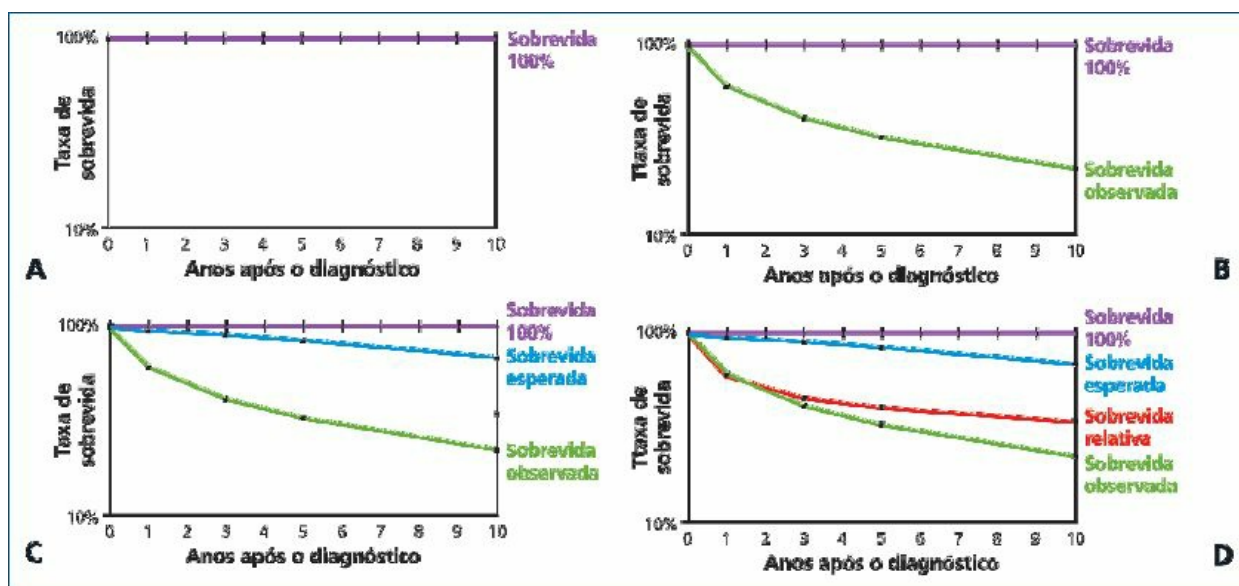 100%
Sobrevida
100%
Taxa de
sobrevida
10%
0 1 2 3 4 5 6 7 8 9 10
Anos após o diagnóstico
A
100%
Sobrevida
100%
Ttaxa de
sobrevida
Sobrevida
observada
10%
0 1 2 3 4 5 6 7 8 9 10
Anos após o diagnóstico
B
100%
Sobrevida
100%
Sobrevida
esperada
Taxa de
sobrevida
Sobrevida
observada
10%
0 1 2 3 4 5 6 7 8 9 10
Anos após o diagnóstico
C
100%
Sobrevida
100%
Sobrevida
esperada
Ttaxa de
sobrevida
Sobrevida
relativa
Sobrevida
observada
10%
0 1 2 3 4 5 6 7 8 9 10
Anos após o diagnóstico
D